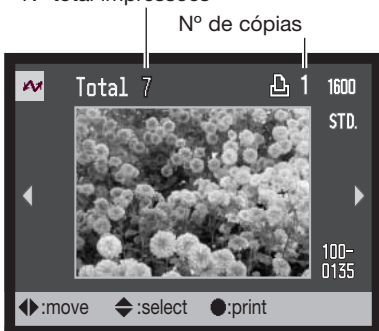 Nº total impressões
Nº de cópias
Total 7 1 1600
STD.
100-
0135
:move :select :print